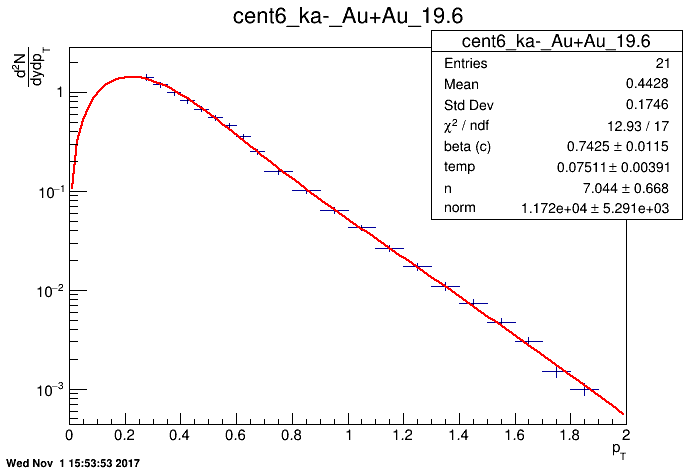 cent6_ka-_Au+Au_19.6
cent6_ka-_Au+Au_19.6
Entries 21
Mean 0.4428
Std Dev 0.1746
χ² / ndf 12.93 / 17
beta (c) 0.7425 ± 0.0115
temp 0.07511 ± 0.00391
n 7.044 ± 0.668
norm 1.172e+04 ± 5.291e+03
d²N
dydp_T
1
10⁻¹
10⁻²
10⁻³
0 0.2 0.4 0.6 0.8 1 1.2 1.4 1.6 1.8 2
p_T
Wed Nov 1 15:53:53 2017